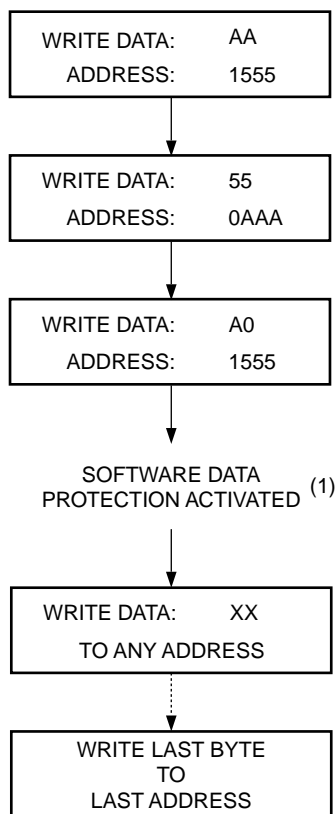 WRITE DATA: AA
ADDRESS: 1555
WRITE DATA: 55
ADDRESS: 0AAA
WRITE DATA: A0
ADDRESS: 1555
SOFTWARE DATA
PROTECTION ACTIVATED (1)
WRITE DATA: XX
TO ANY ADDRESS
WRITE LAST BYTE
TO
LAST ADDRESS